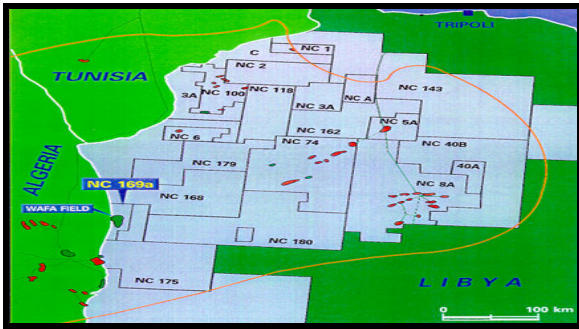 TRIPOLI
NC 1
C
NC 2
TUNISIA
NC 118
NC 143
3A
NC 100
NC 3A
NC A
NC 5A
NC 6
NC 162
NC 74
NC 40B
NC 179
40A
ALGERIA
NC 169a
NC 8A
NC 168
WAFA FIELD
NC 180
NC 175
LIBYA
0
100 km